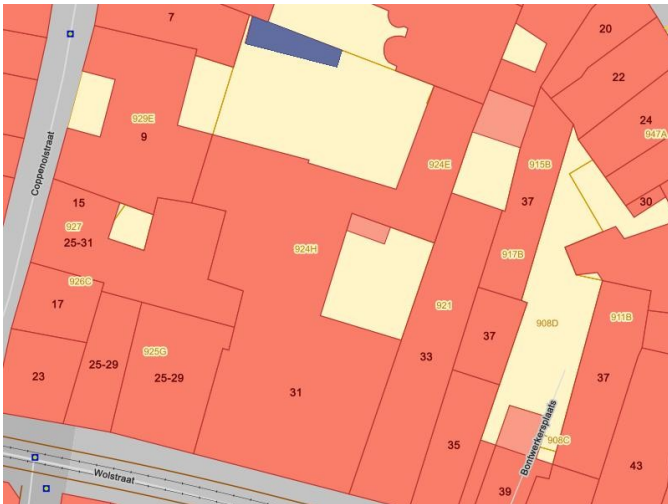 7
20
22
24
947A
929E
9
924E
915B
37
30
Coppenolstraat
15
927
25-31
924H
917B
926C
17
921
908D
911B
37
33
37
23
25-29
925G
25-29
31
35
Bontwerkersplaats
908C
43
Wolstraat
39